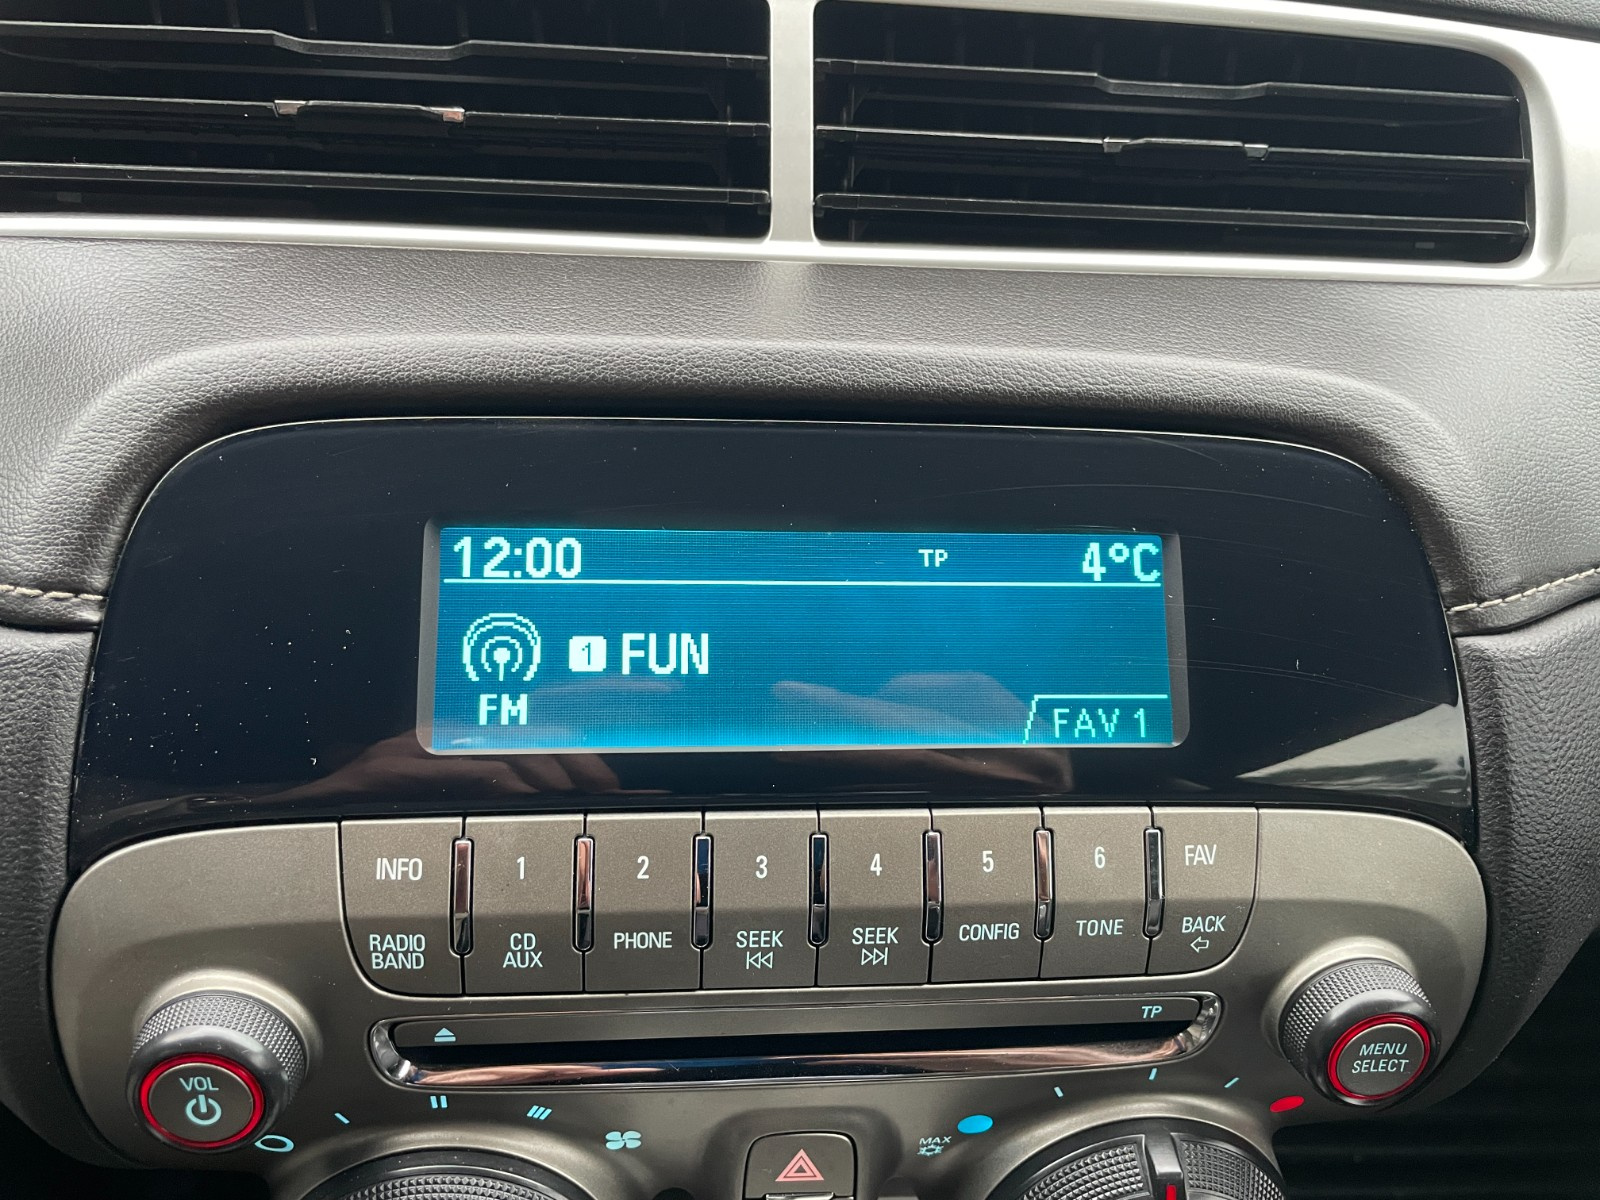 12:00 TP 4°C
1 FUN
FM
FAV 1
INFO 1 2 3 4 5 6 FAV
RADIO BAND CD AUX PHONE SEEK SEEK CONFIG TONE BACK
TP
VOL
MENU
SELECT
MAX